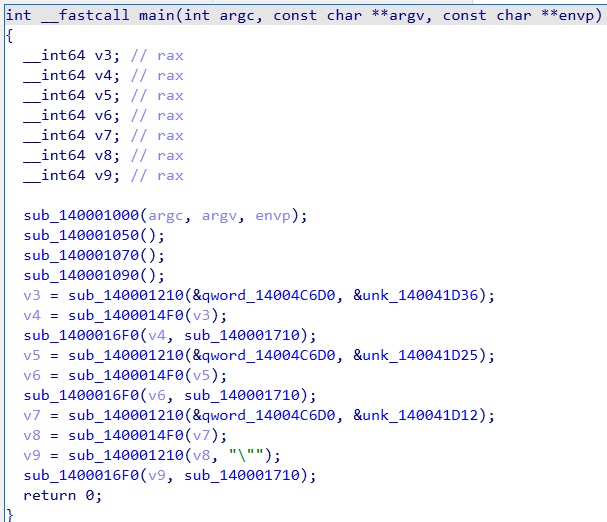 int __fastcall main(int argc, const char **argv, const char **envp)
{
  __int64 v3; // rax
  __int64 v4; // rax
  __int64 v5; // rax
  __int64 v6; // rax
  __int64 v7; // rax
  __int64 v8; // rax
  __int64 v9; // rax

  sub_140001000(argc, argv, envp);
  sub_140001050();
  sub_140001070();
  sub_140001090();
  v3 = sub_140001210(&qword_14004C6D0, &unk_140041D36);
  v4 = sub_1400014F0(v3);
  sub_1400016F0(v4, sub_140001710);
  v5 = sub_140001210(&qword_14004C6D0, &unk_140041D25);
  v6 = sub_1400014F0(v5);
  sub_1400016F0(v6, sub_140001710);
  v7 = sub_140001210(&qword_14004C6D0, &unk_140041D12);
  v8 = sub_1400014F0(v7);
  v9 = sub_140001210(v8, "\"");
  sub_1400016F0(v9, sub_140001710);
  return 0;
}